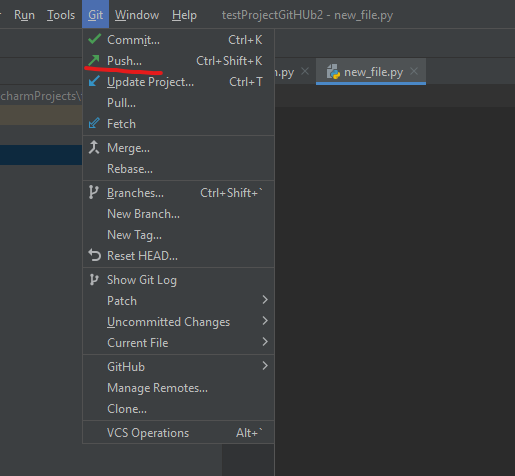 Run Tools Git Window Help testProjectGitHUb2 - new_file.py
Commit... Ctrl+K
Push... Ctrl+Shift+K
.py new_file.py
Update Project... Ctrl+T
charmProjects\
Pull...
Fetch
Merge...
Rebase...
Branches... Ctrl+Shift+`
New Branch...
New Tag...
Reset HEAD...
Show Git Log
Patch
Uncommitted Changes
Current File
GitHub
Manage Remotes...
Clone...
VCS Operations Alt+`